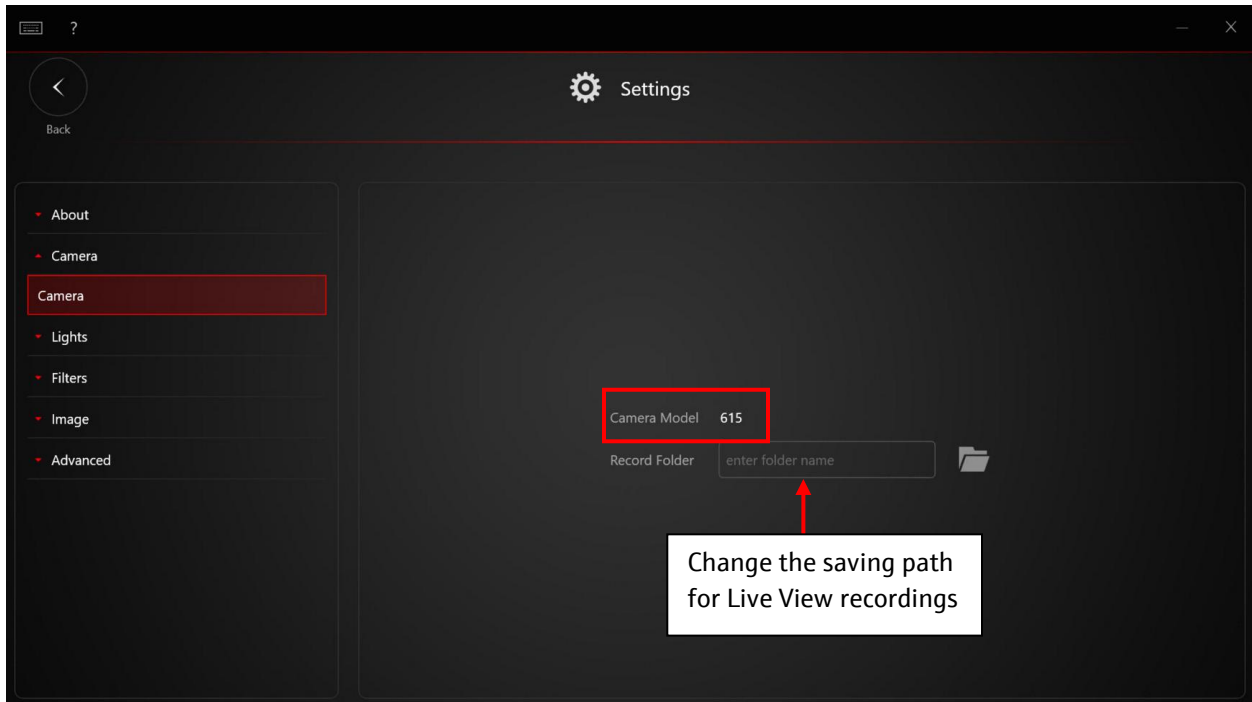 ?
Settings
Back
About
Camera
Camera
Lights
Filters
Image
Advanced
Camera Model 615
Record Folder enter folder name
Change the saving path
for Live View recordings